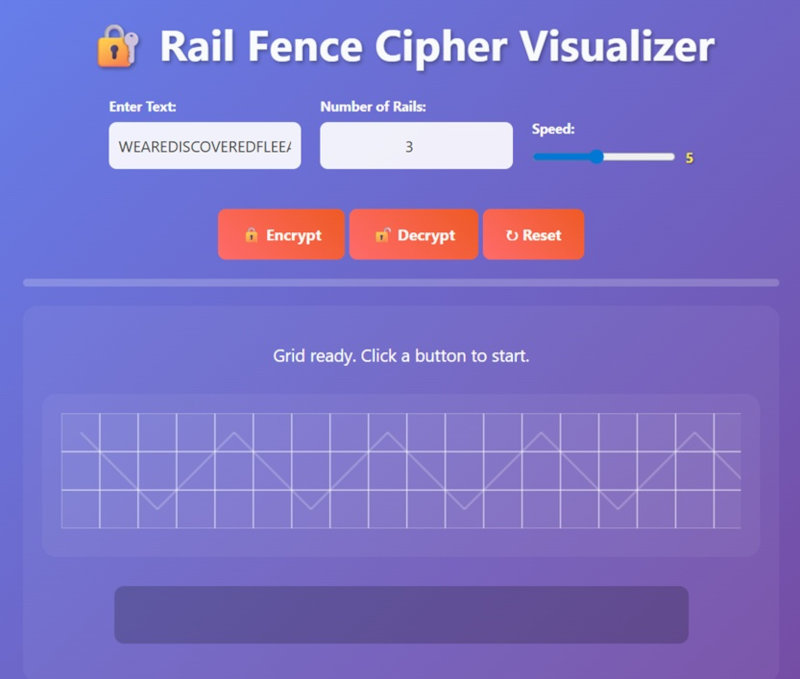 Rail Fence Cipher Visualizer
Enter Text:
Number of Rails:
Speed:
WEAREDISCOVEREDFLEE
3
5
Encrypt
Decrypt
↻ Reset
Grid ready. Click a button to start.